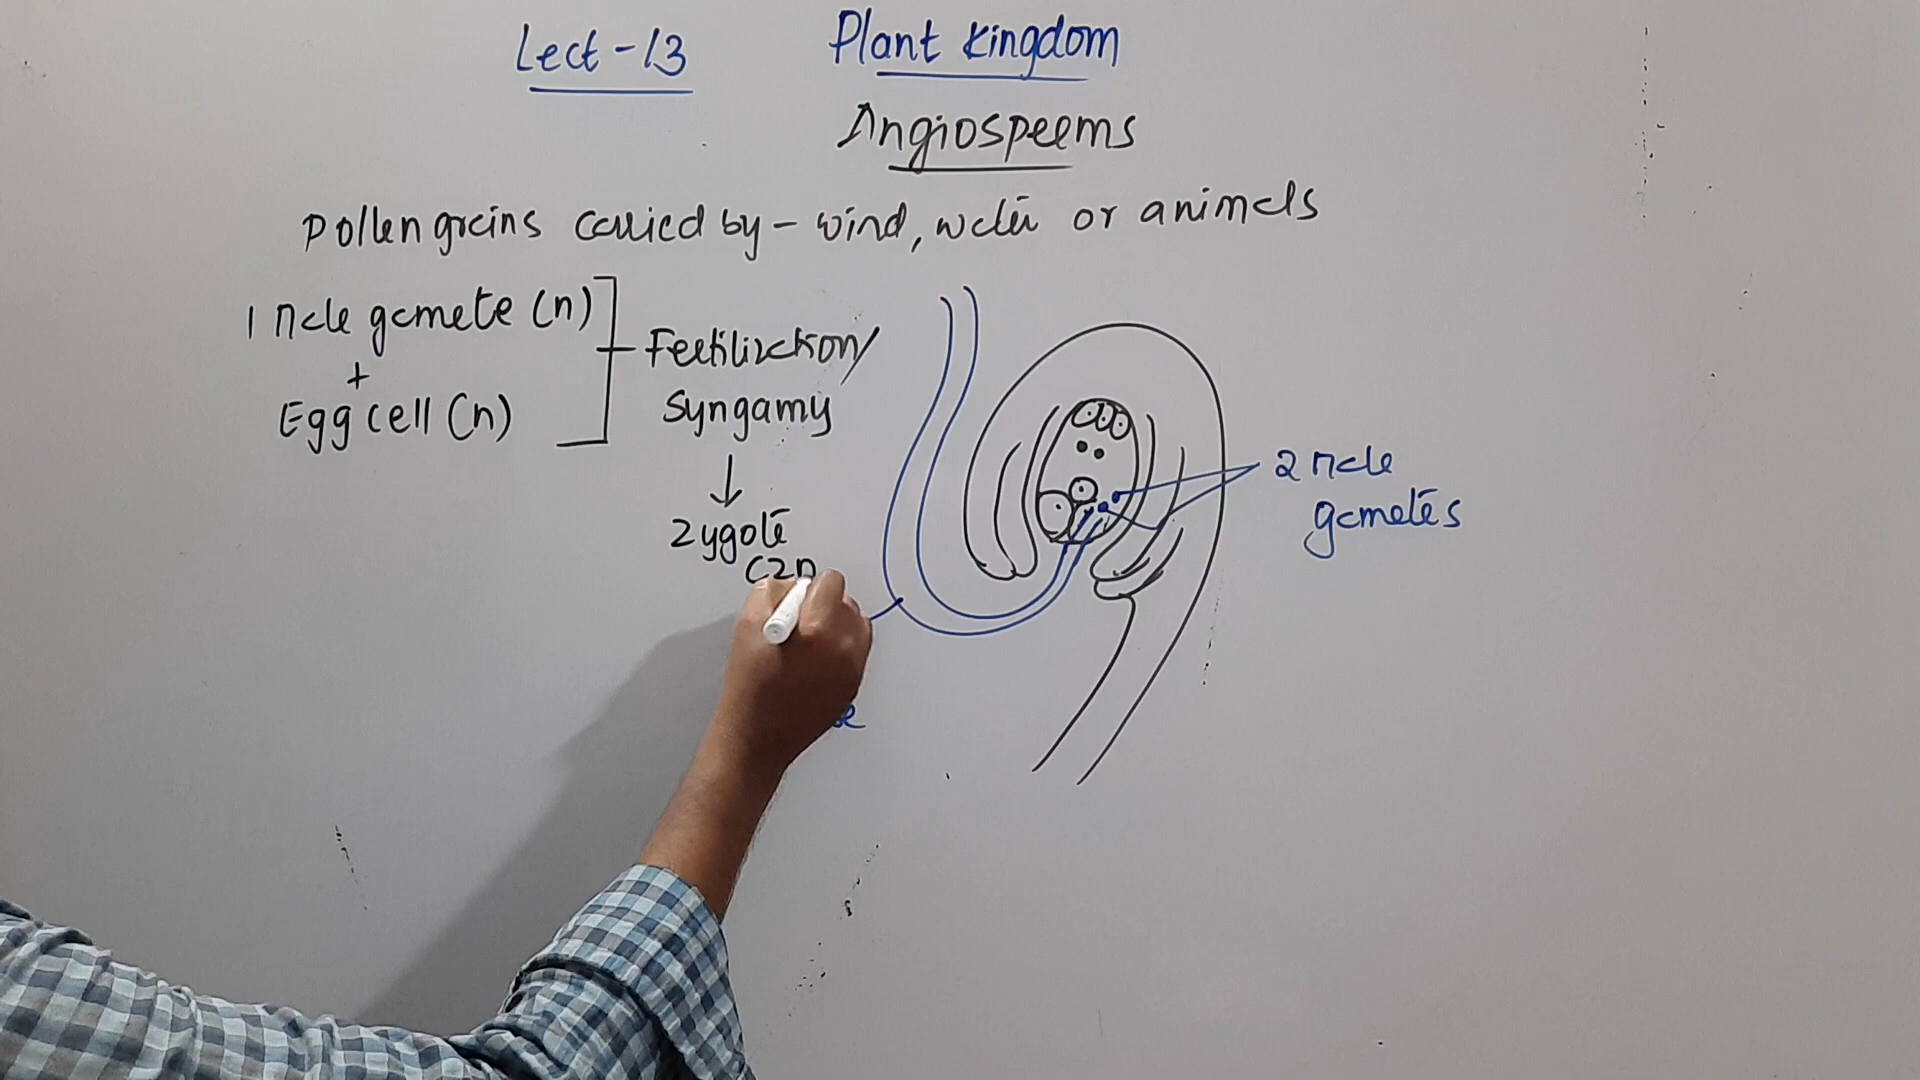 Lect-13 Plant Kingdom
Angiosperms
Pollen grains carried by - wind, water or animals
1 male gamete (n)
+
Egg cell (n)
Fertilization/
Syngamy
↓
Zygote
(2n
2 male
gametes